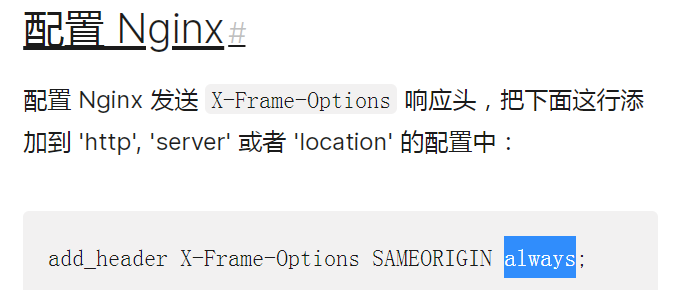 配置 Nginx #
配置 Nginx 发送 X-Frame-Options 响应头，把下面这行添
加到 'http', 'server' 或者 'location' 的配置中：
add_header X-Frame-Options SAMEORIGIN always;